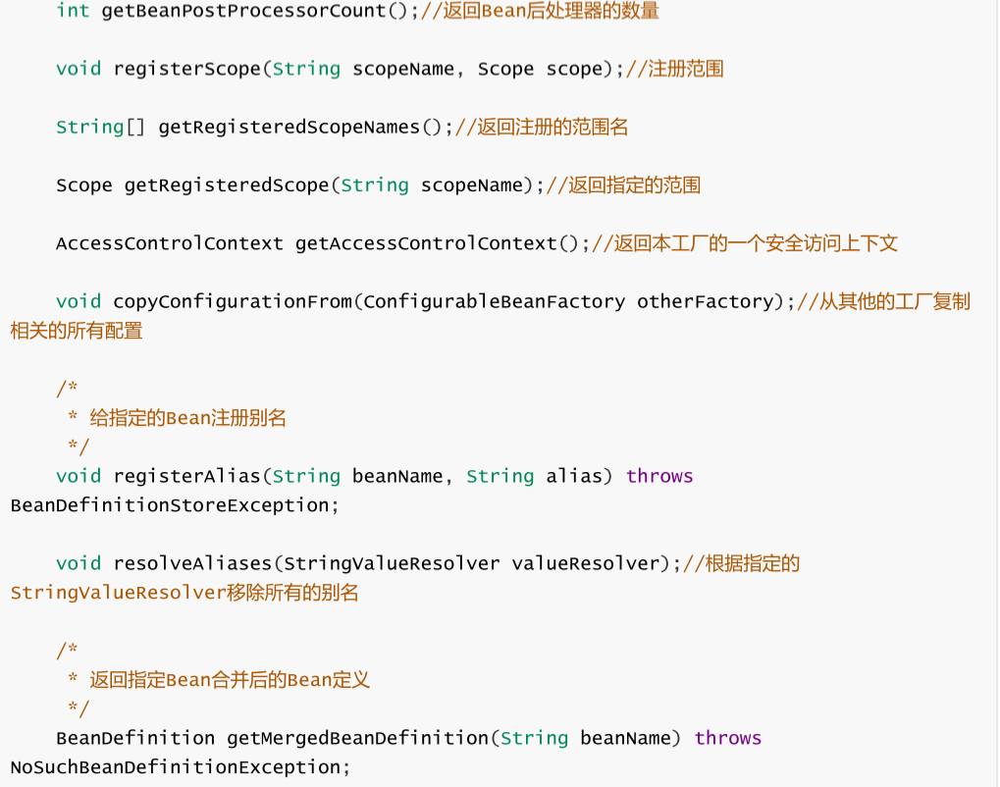 int getBeanPostProcessorCount();//返回Bean后处理器的数量
void registerScope(String scopeName, Scope scope);//注册范围
String[] getRegisteredScopeNames();//返回注册的范围名
Scope getRegisteredScope(String scopeName);//返回指定的范围
AccessControlContext getAccessControlContext();//返回本工厂的一个安全访问上下文
void copyConfigurationFrom(ConfigurableBeanFactory otherFactory);//从其他的工厂复制
相关的所有配置
/*
* 给指定的Bean注册别名
*/
void registerAlias(String beanName, String alias) throws
BeanDefinitionStoreException;
void resolveAliases(StringValueResolver valueResolver);//根据指定的
StringValueResolver移除所有的别名
/*
* 返回指定Bean合并后的Bean定义
*/
BeanDefinition getMergedBeanDefinition(String beanName) throws
NoSuchBeanDefinitionException;